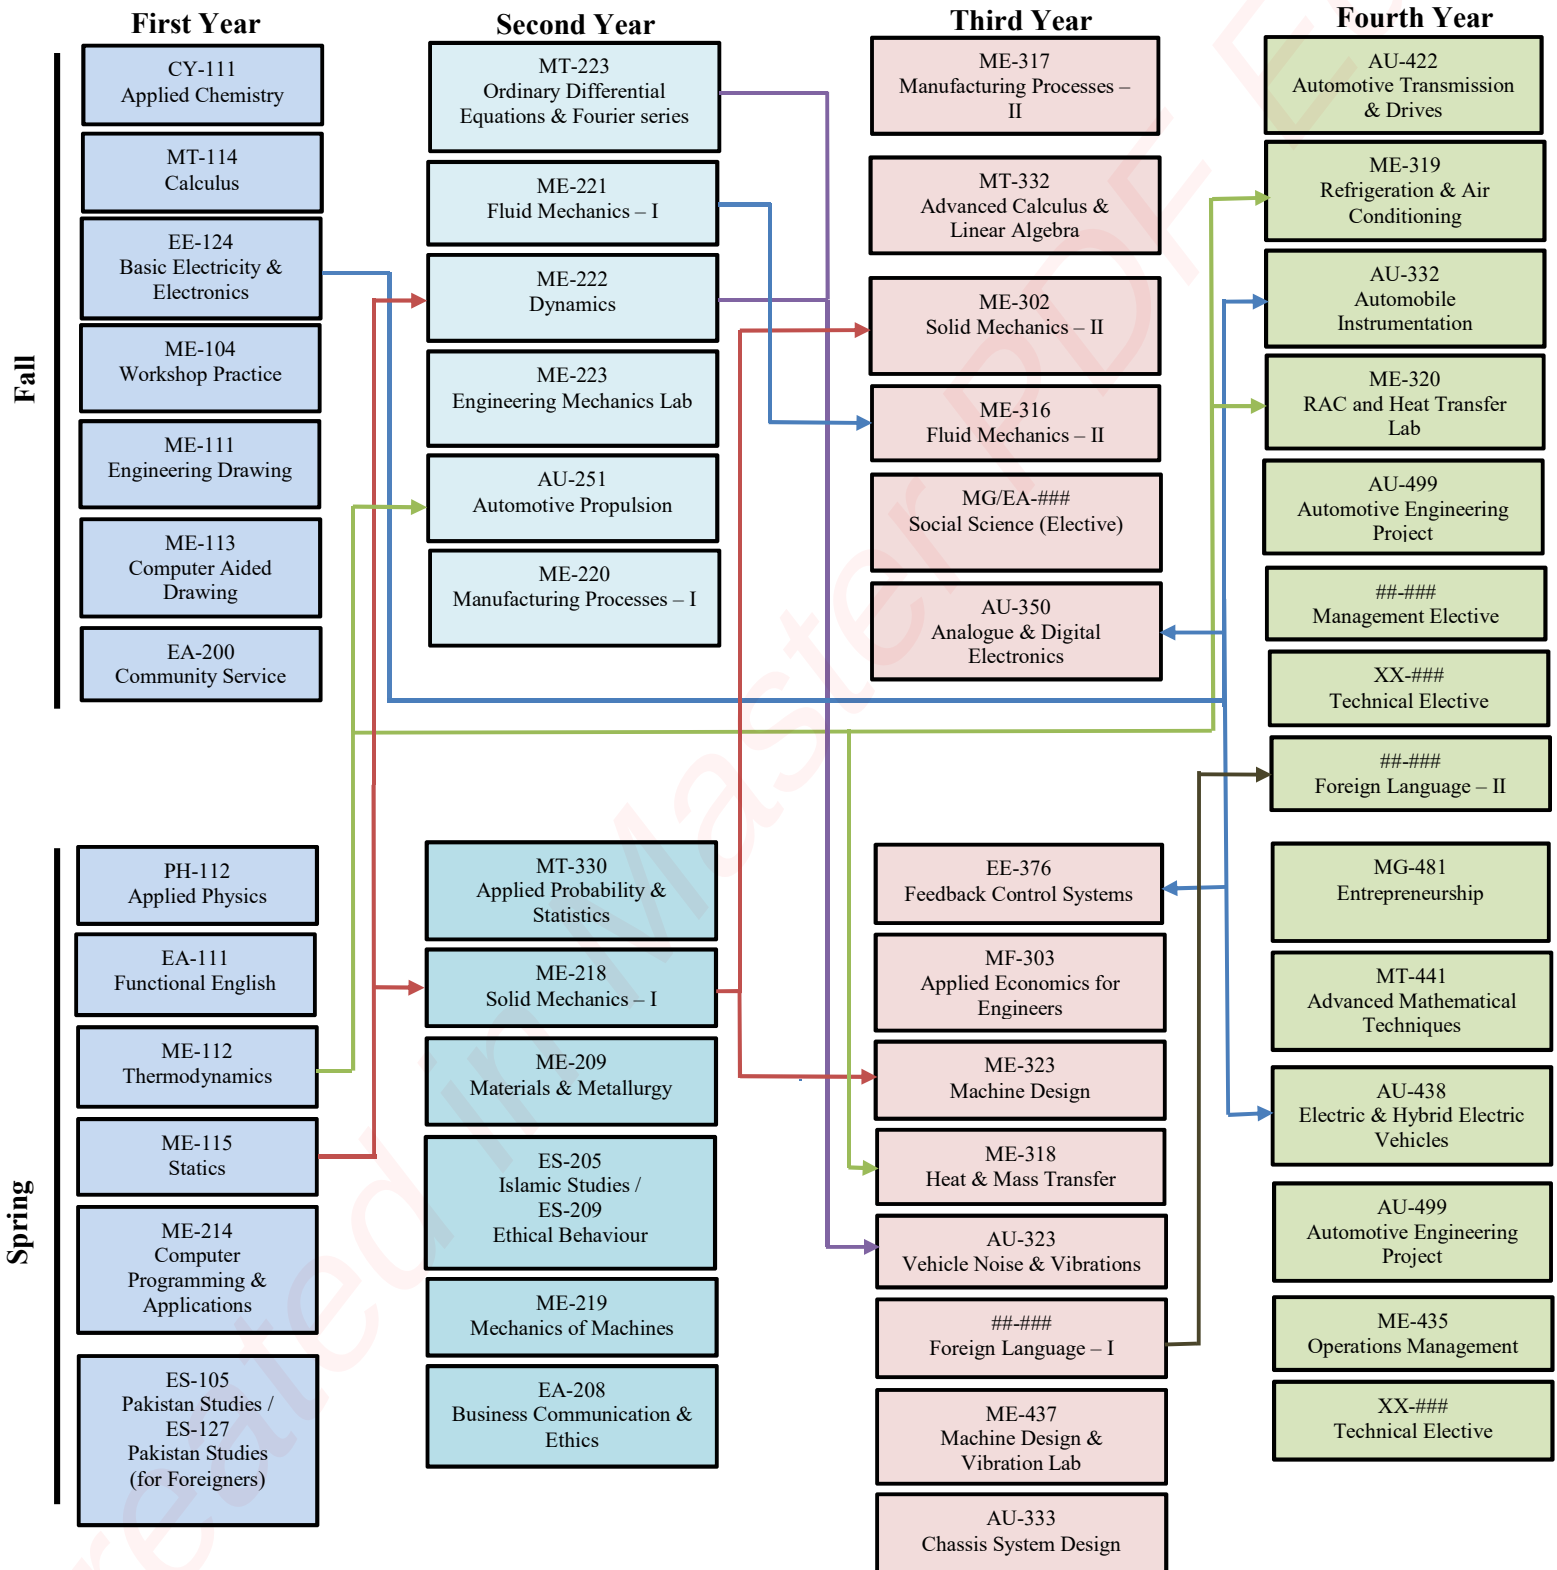 First Year
Second Year
Third Year
Fourth Year
Fall
CY-111
Applied Chemistry
MT-114
Calculus
EE-124
Basic Electricity &
Electronics
ME-104
Workshop Practice
ME-111
Engineering Drawing
ME-113
Computer Aided
Drawing
EA-200
Community Service
MT-223
Ordinary Differential
Equations & Fourier series
ME-221
Fluid Mechanics – I
ME-222
Dynamics
ME-223
Engineering Mechanics Lab
AU-251
Automotive Propulsion
ME-220
Manufacturing Processes – I
ME-317
Manufacturing Processes –
II
MT-332
Advanced Calculus &
Linear Algebra
ME-302
Solid Mechanics – II
ME-316
Fluid Mechanics – II
MG/EA-###
Social Science (Elective)
AU-350
Analogue & Digital
Electronics
AU-422
Automotive Transmission
& Drives
ME-319
Refrigeration & Air
Conditioning
AU-332
Automobile
Instrumentation
ME-320
RAC and Heat Transfer
Lab
AU-499
Automotive Engineering
Project
##-###
Management Elective
XX-###
Technical Elective
##-###
Foreign Language – II
Spring
PH-112
Applied Physics
EA-111
Functional English
ME-112
Thermodynamics
ME-115
Statics
ME-214
Computer
Programming &
Applications
ES-105
Pakistan Studies /
ES-127
Pakistan Studies
(for Foreigners)
MT-330
Applied Probability &
Statistics
ME-218
Solid Mechanics – I
ME-209
Materials & Metallurgy
ES-205
Islamic Studies /
ES-209
Ethical Behaviour
ME-219
Mechanics of Machines
EA-208
Business Communication &
Ethics
EE-376
Feedback Control Systems
MF-303
Applied Economics for
Engineers
ME-323
Machine Design
ME-318
Heat & Mass Transfer
AU-323
Vehicle Noise & Vibrations
##-###
Foreign Language – I
ME-437
Machine Design &
Vibration Lab
AU-333
Chassis System Design
MG-481
Entrepreneurship
MT-441
Advanced Mathematical
Techniques
AU-438
Electric & Hybrid Electric
Vehicles
AU-499
Automotive Engineering
Project
ME-435
Operations Management
XX-###
Technical Elective
reated in Master PDF E